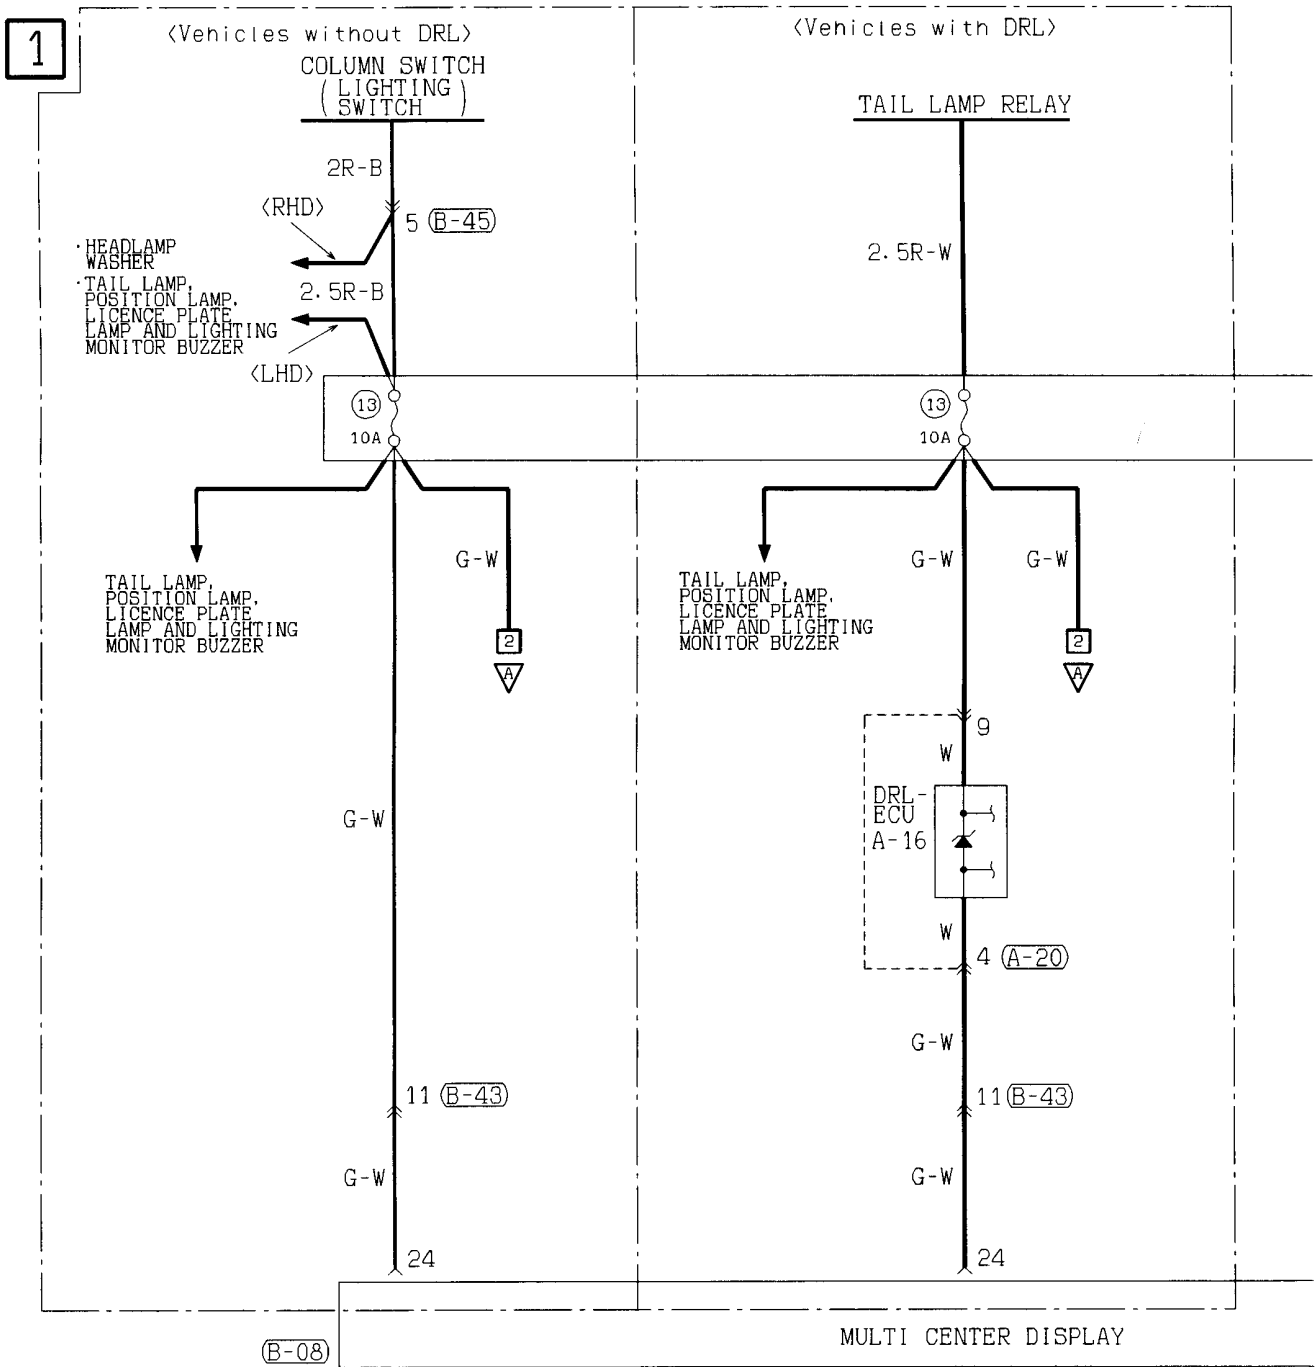 1
〈Vehicles without DRL〉
〈Vehicles with DRL〉
COLUMN SWITCH
(LIGHTING
SWITCH)
TAIL LAMP RELAY
2R-B
〈RHD〉
5 (B-45)
·HEADLAMP
WASHER
·TAIL LAMP,
POSITION LAMP,
LICENCE PLATE
LAMP AND LIGHTING
MONITOR BUZZER
2.5R-B
2.5R-W
〈LHD〉
13
10A
13
10A
G-W
G-W
G-W
TAIL LAMP,
POSITION LAMP,
LICENCE PLATE
LAMP AND LIGHTING
MONITOR BUZZER
2
A
TAIL LAMP,
POSITION LAMP,
LICENCE PLATE
LAMP AND LIGHTING
MONITOR BUZZER
2
A
9
W
DRL-
ECU
A-16
G-W
W
4 (A-20)
G-W
11 (B-43)
11 (B-43)
G-W
G-W
24
24
(B-08)
MULTI CENTER DISPLAY